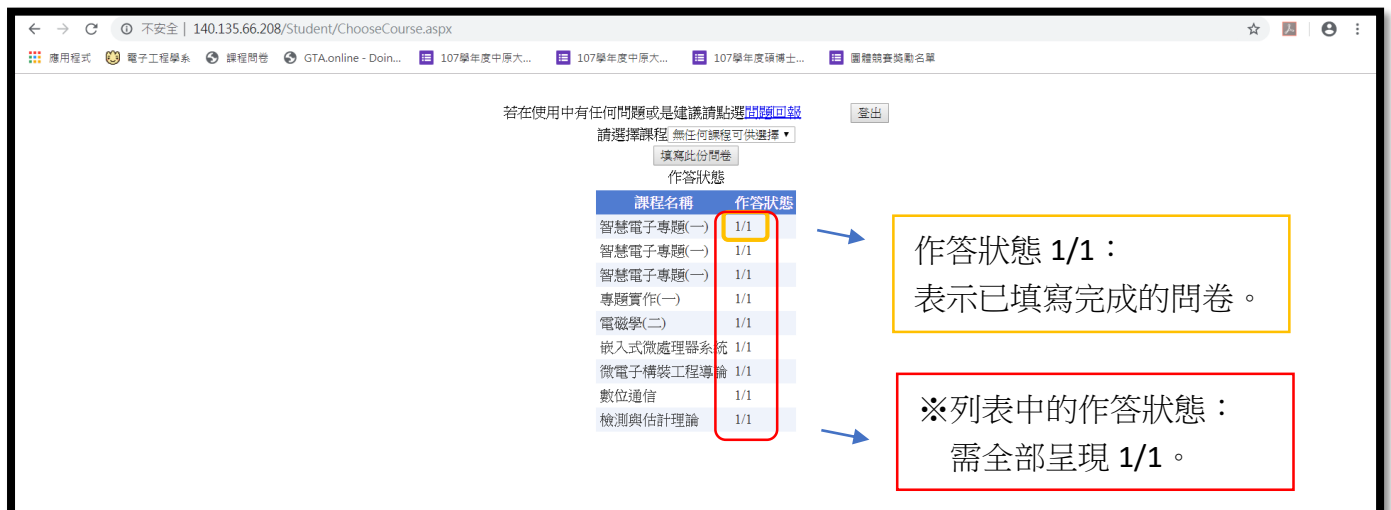 不安全 | 140.135.66.208/Student/ChooseCourse.aspx
應用程式 電子工程學系 課程問卷 GTA.online - Doin... 107學年度中原大... 107學年度中原大... 107學年度碩博士... 團體競賽獎勵名單
若在使用中有任何問題或是建議請點選問題回報 登出
請選擇課程 無任何課程可供選擇
填寫此份問卷
作答狀態
課程名稱 作答狀態
智慧電子專題(一) 1/1
智慧電子專題(一) 1/1
智慧電子專題(一) 1/1
專題實作(一) 1/1
電磁學(二) 1/1
嵌入式微處理器系統 1/1
微電子構裝工程導論 1/1
數位通信 1/1
檢測與估計理論 1/1
作答狀態 1/1：
表示已填寫完成的問卷。
※列表中的作答狀態：
需全部呈現 1/1。